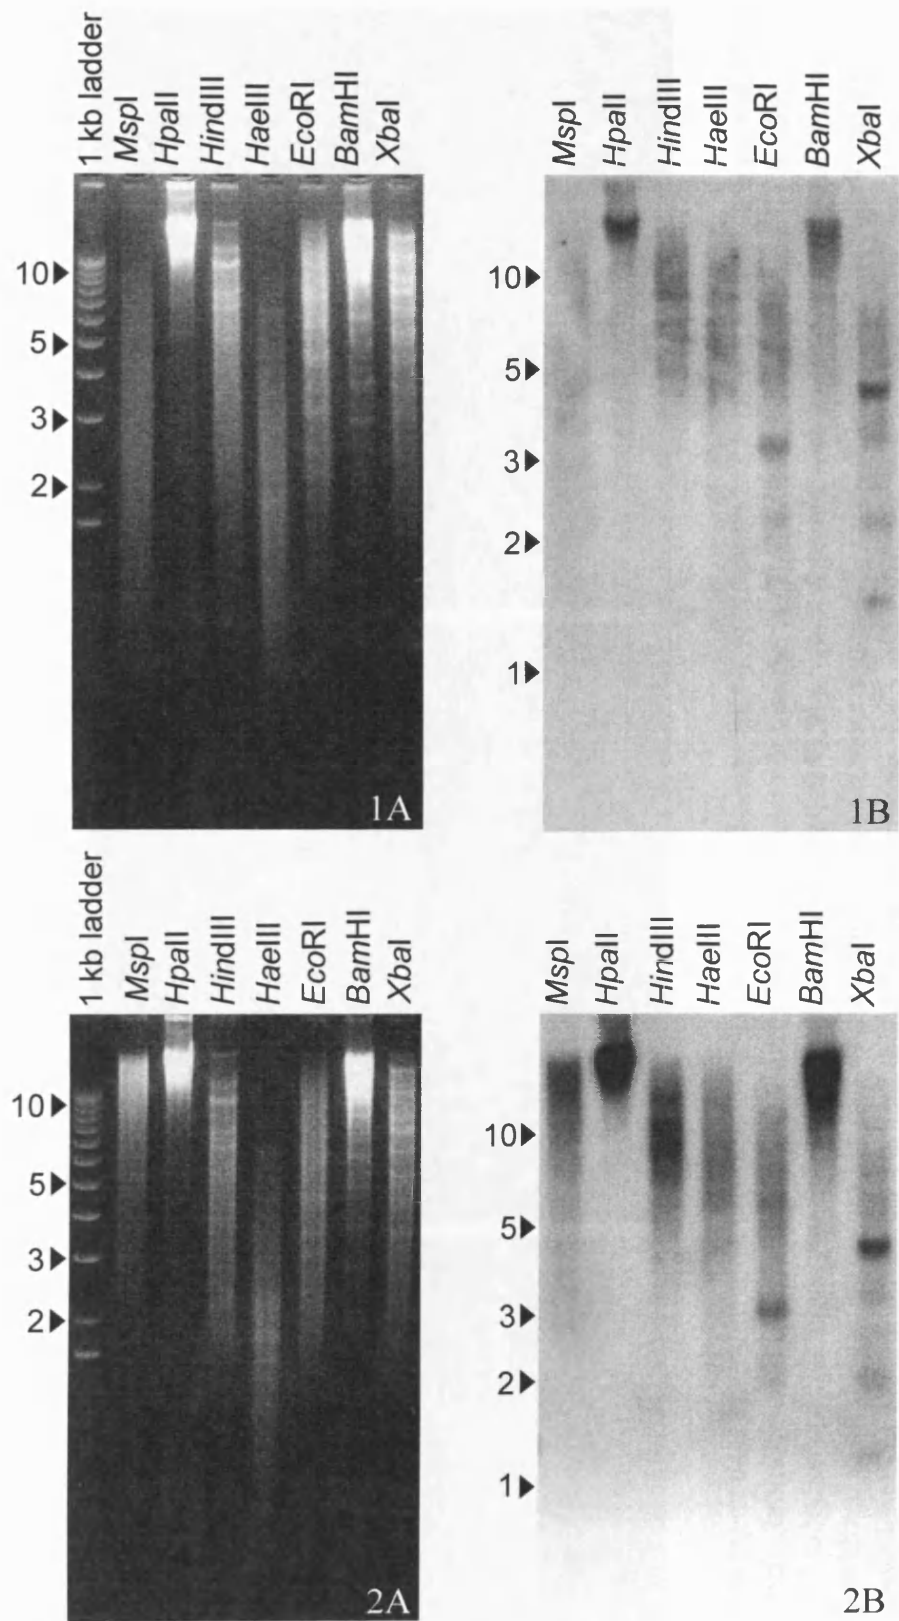 1 kb ladder
MspI
HpaII
HindIII
HaeIII
EcoRI
BamHI
XbaI
10
5
3
2
1A
MspI
HpaII
HindIII
HaeIII
EcoRI
BamHI
XbaI
10
5
3
2
1
1B
1 kb ladder
MspI
HpaII
HindIII
HaeIII
EcoRI
BamHI
XbaI
10
5
3
2
2A
MspI
HpaII
HindIII
HaeIII
EcoRI
BamHI
XbaI
10
5
3
2
1
2B